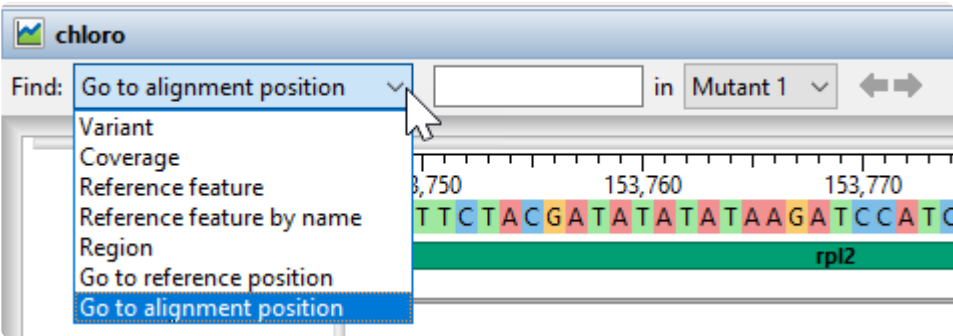 chloro
Find: Go to alignment position in Mutant 1
Variant
Coverage
Reference feature
Reference feature by name
Region
Go to reference position
Go to alignment position
3,750 153,760 153,770
T T C T A C G A T A T A T A T A A G A T C C A T C
rpl2